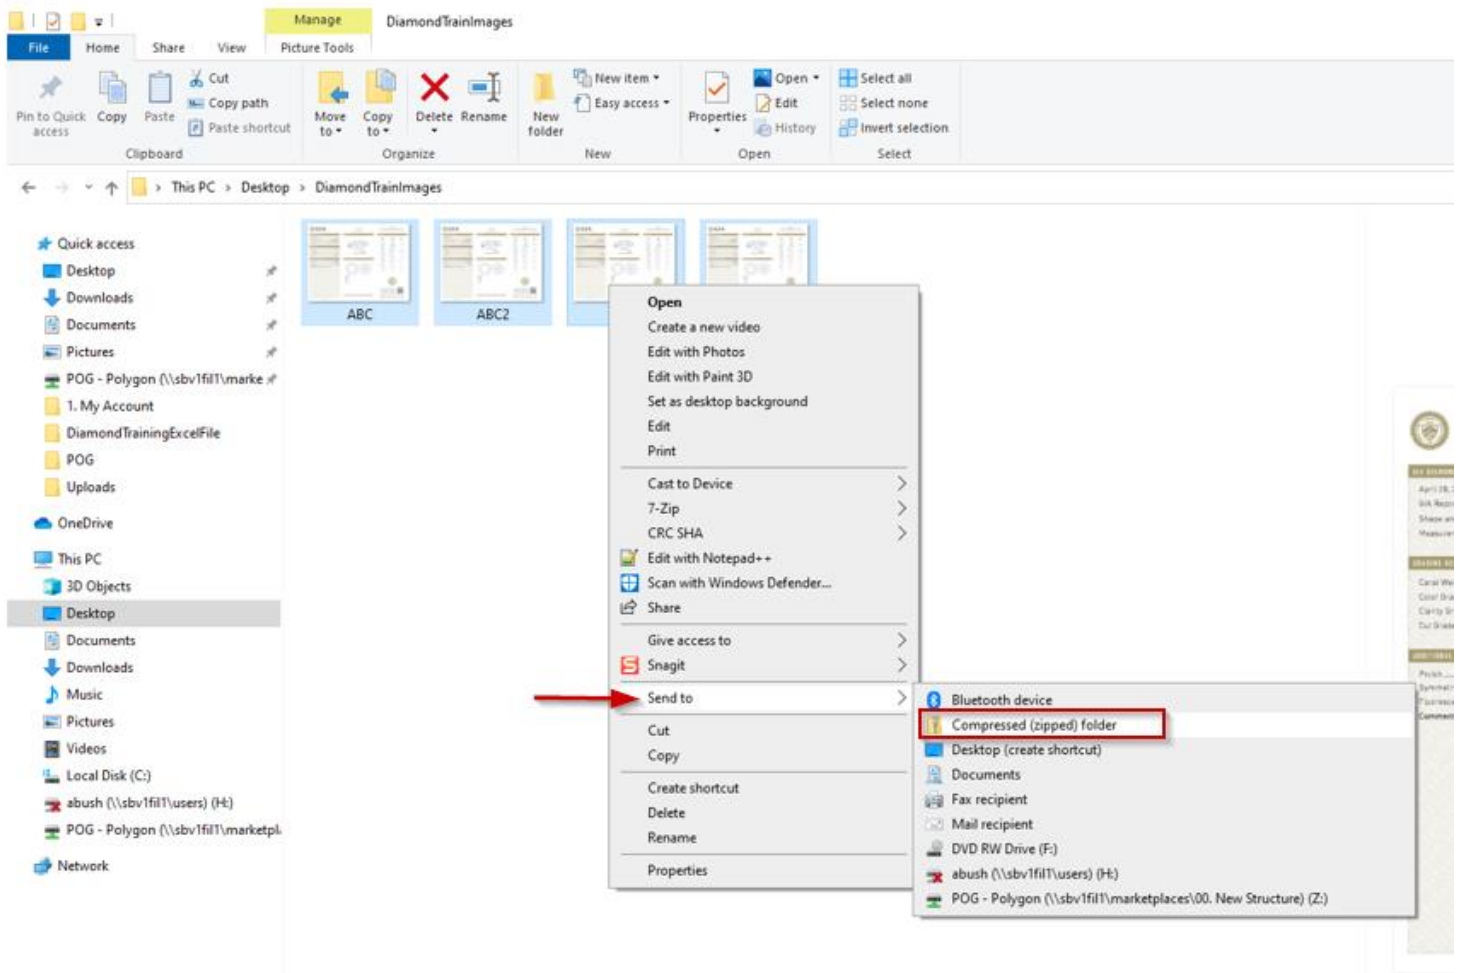 Manage
DiamondTrainImages
File
Home
Share
View
Picture Tools
Pin to Quick access
Copy
Paste
Cut
Copy path
Paste shortcut
Clipboard
Move to
Copy to
Delete
Rename
Organize
New folder
New item
Easy access
New
Properties
Open
Edit
History
Open
Select all
Select none
Invert selection
Select
This PC > Desktop > DiamondTrainImages
Quick access
Desktop
Downloads
Documents
Pictures
POG - Polygon (\\sbv1fil1\marke
1. My Account
DiamondTrainingExcelFile
POG
Uploads
OneDrive
This PC
3D Objects
Desktop
Documents
Downloads
Music
Pictures
Videos
Local Disk (C:)
abush (\\sbv1fil1\users) (H:)
POG - Polygon (\\sbv1fil1\marketpl
Network
ABC
ABC2
Open
Create a new video
Edit with Photos
Edit with Paint 3D
Set as desktop background
Edit
Print
Cast to Device
7-Zip
CRC SHA
Edit with Notepad++
Scan with Windows Defender...
Share
Give access to
Snagit
Send to
Cut
Copy
Create shortcut
Delete
Rename
Properties
Bluetooth device
Compressed (zipped) folder
Desktop (create shortcut)
Documents
Fax recipient
Mail recipient
DVD RW Drive (F:)
abush (\\sbv1fil1\users) (H:)
POG - Polygon (\\sbv1fil1\marketplaces\00. New Structure) (Z:)